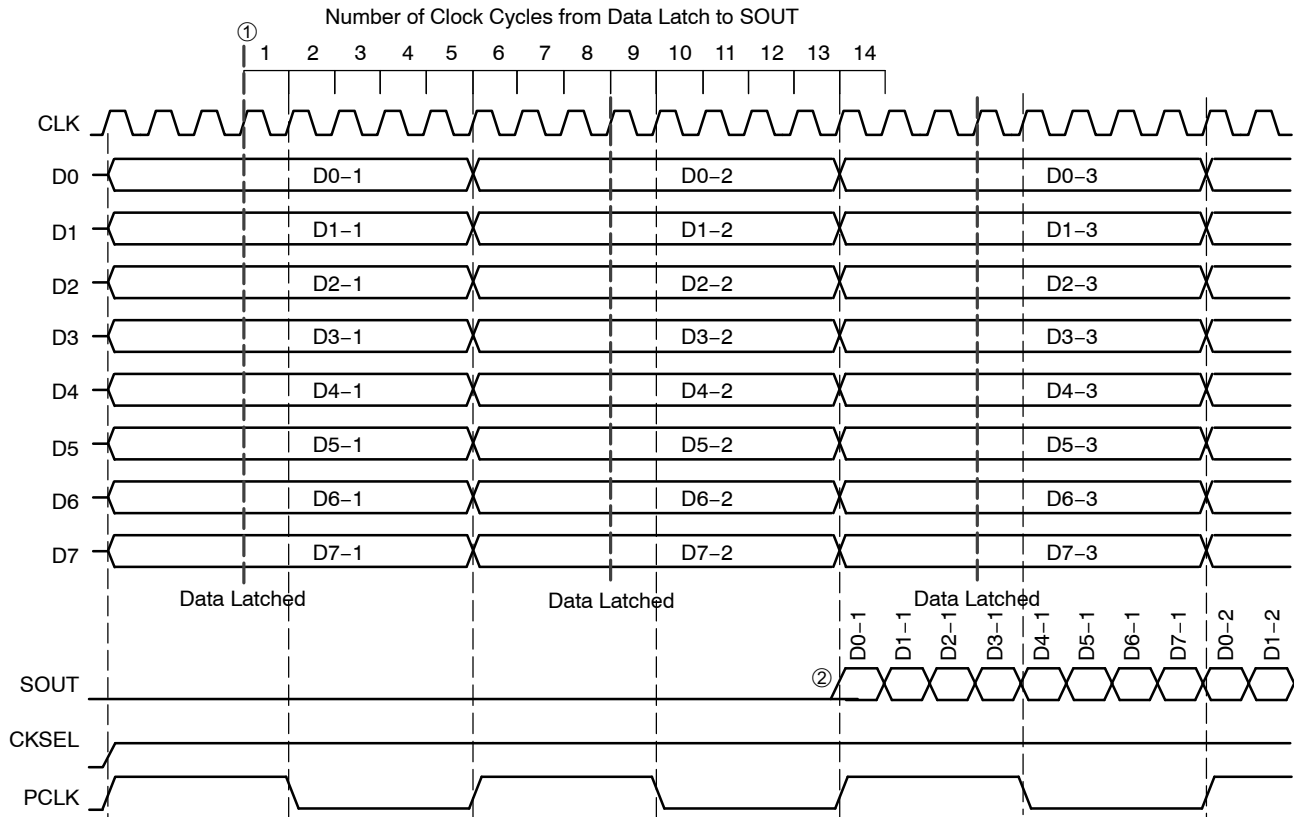 Number of Clock Cycles from Data Latch to SOUT
①
1 2 3 4 5 6 7 8 9 10 11 12 13 14
CLK
D0 D0−1 D0−2 D0−3
D1 D1−1 D1−2 D1−3
D2 D2−1 D2−2 D2−3
D3 D3−1 D3−2 D3−3
D4 D4−1 D4−2 D4−3
D5 D5−1 D5−2 D5−3
D6 D6−1 D6−2 D6−3
D7 D7−1 D7−2 D7−3
Data Latched Data Latched Data Latched
D0−1 D1−1 D2−1 D3−1 D4−1 D5−1 D6−1 D7−1 D0−2 D1−2
SOUT ②
CKSEL
PCLK